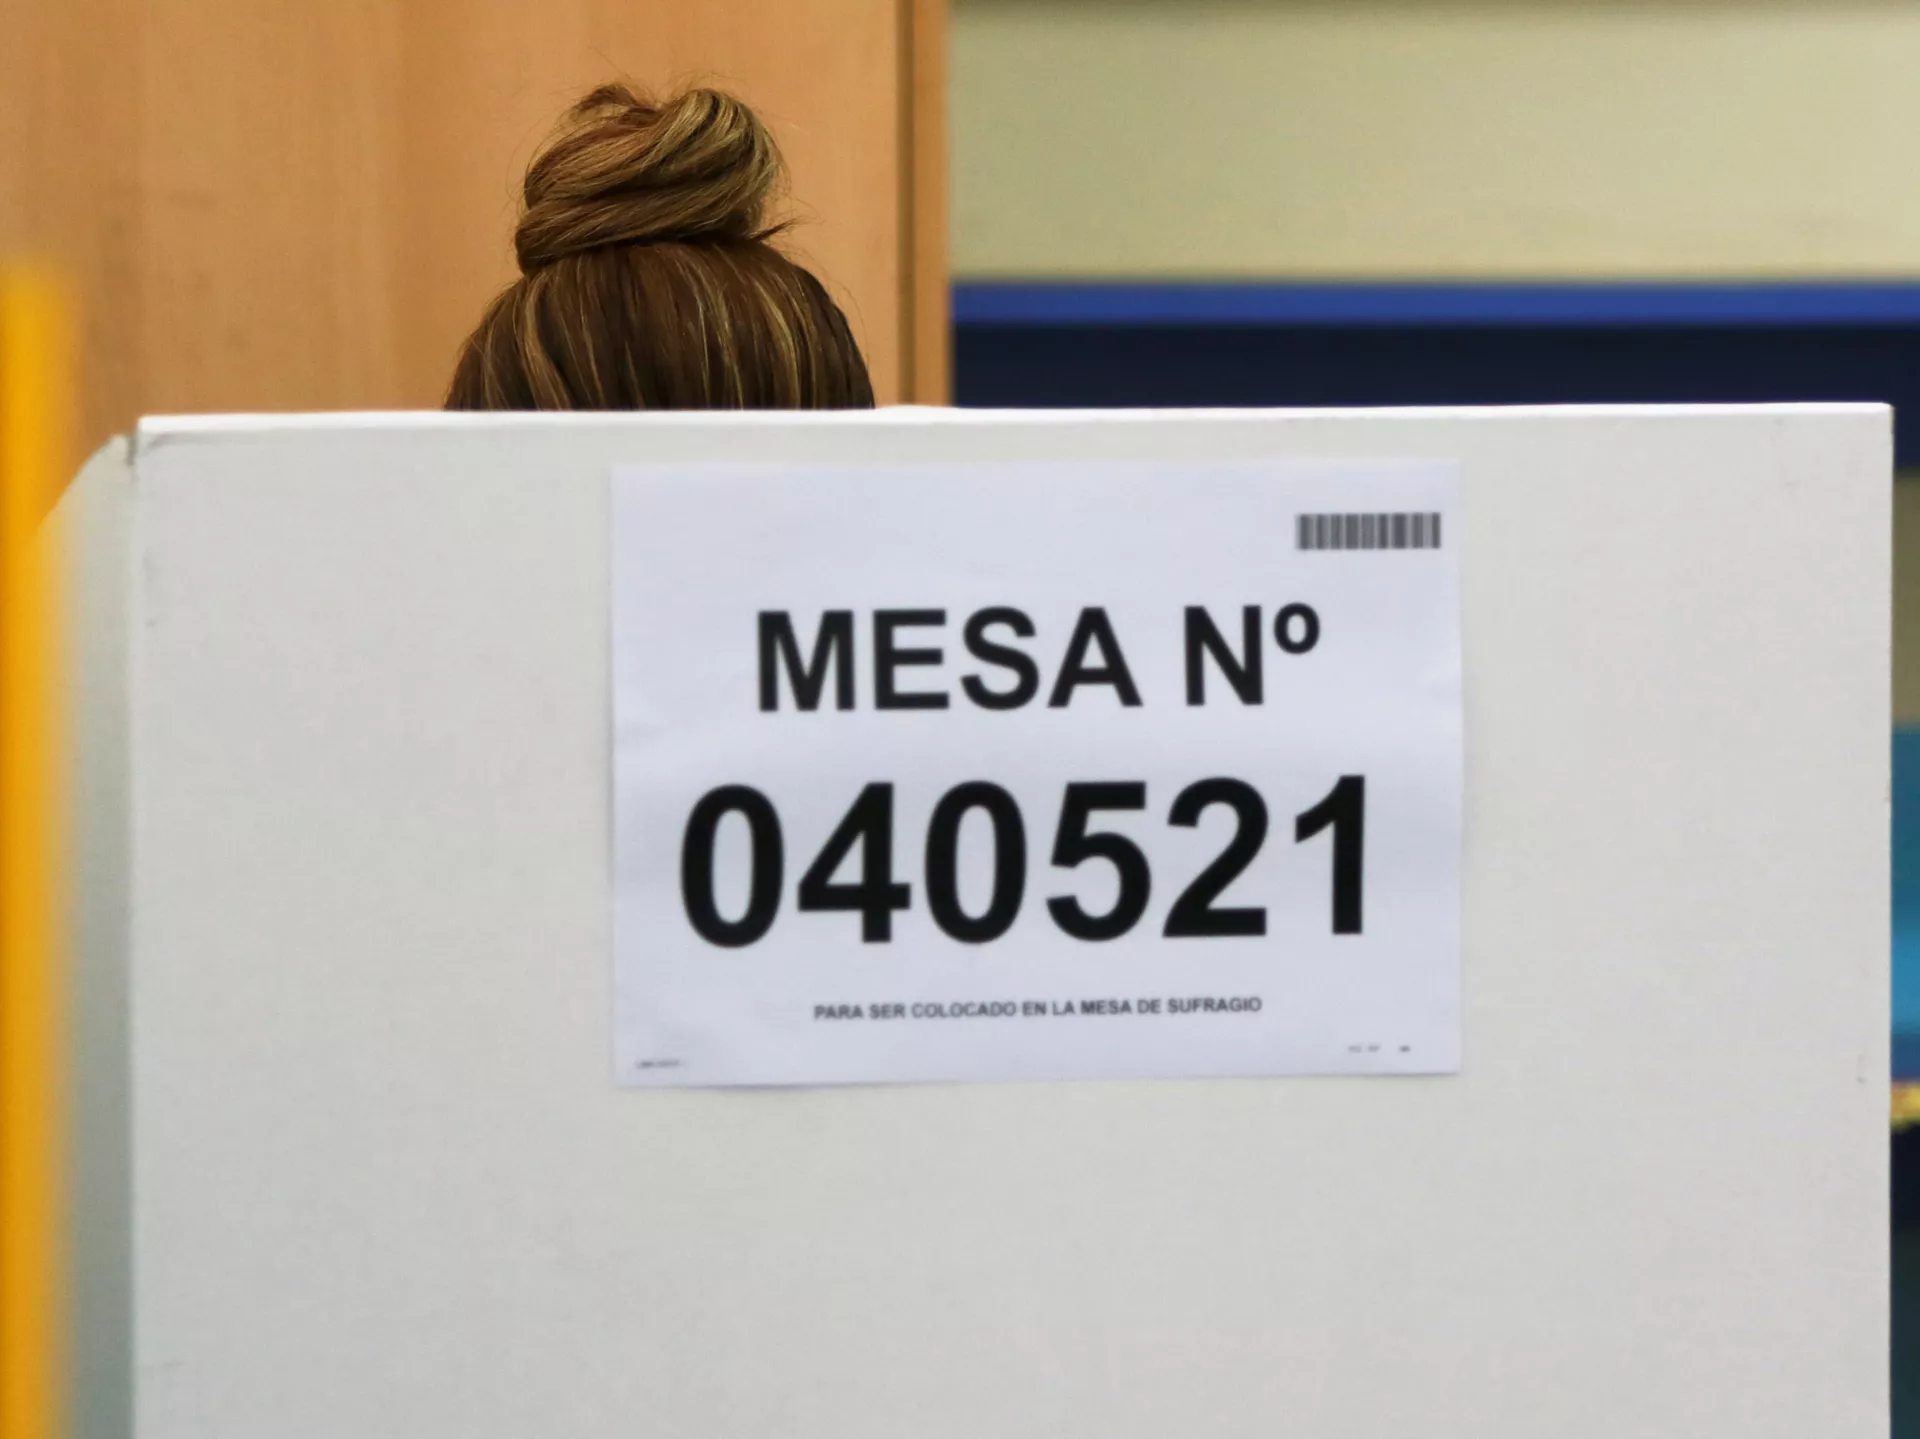 MESA Nº
040521
PARA SER COLOCADO EN LA MESA DE SUFRAGIO